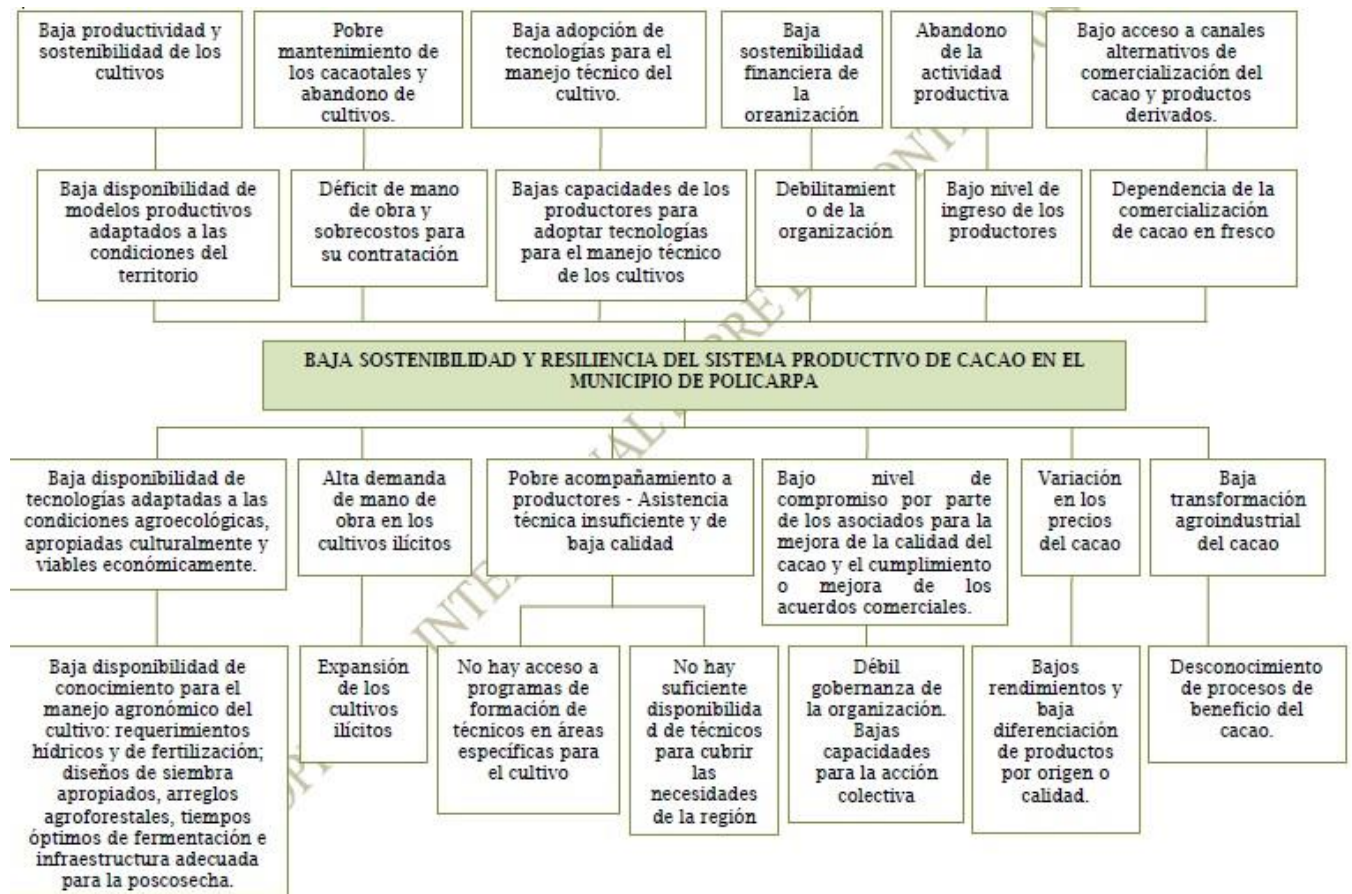 Baja productividad y
sostenibilidad de los
cultivos
Pobre
mantenimiento de
los cacaotales y
abandono de
cultivos.
Baja adopción de
tecnologías para el
manejo técnico del
cultivo.
Baja
sostenibilidad
financiera de
la
organización
Abandono
de la
actividad
productiva
Bajo acceso a canales
alternativos de
comercialización del
cacao y productos
derivados.
Baja disponibilidad de
modelos productivos
adaptados a las
condiciones del
territorio
Déficit de mano
de obra y
sobrecostos para
su contratación
Bajas capacidades de los
productores para
adoptar tecnologías
para el manejo técnico
de los cultivos
Debilitamient
o de la
organización
Bajo nivel de
ingreso de los
productores
Dependencia de la
comercialización
de cacao en fresco
BAJA SOSTENIBILIDAD Y RESILIENCIA DEL SISTEMA PRODUCTIVO DE CACAO EN EL
MUNICIPIO DE POLICARPA
Baja disponibilidad de
tecnologías adaptadas a las
condiciones agroecológicas,
apropiadas culturalmente y
viables económicamente.
Alta demanda
de mano de
obra en los
cultivos ilícitos
Pobre acompañamiento a
productores - Asistencia
técnica insuficiente y de
baja calidad
Bajo nivel de
compromiso por parte
de los asociados para la
mejora de la calidad del
cacao y el cumplimiento
o mejora de los
acuerdos comerciales.
Variación
en los
precios
del cacao
Baja
transformación
agroindustrial
del cacao
Baja disponibilidad de
conocimiento para el
manejo agronómico del
cultivo: requerimientos
hídricos y de fertilización;
diseños de siembra
apropiados, arreglos
agroforestales, tiempos
óptimos de fermentación e
infraestructura adecuada
para la poscosecha.
Expansión
de los
cultivos
ilícitos
No hay acceso a
programas de
formación de
técnicos en áreas
específicas para
el cultivo
No hay
suficiente
disponibilida
d de técnicos
para cubrir
las
necesidades
de la región
Débil
gobernanza de
la organización.
Bajas
capacidades
para la acción
colectiva
Bajos
rendimientos y
baja
diferenciación
de productos
por origen o
calidad.
Desconocimiento
de procesos de
beneficio del
cacao.